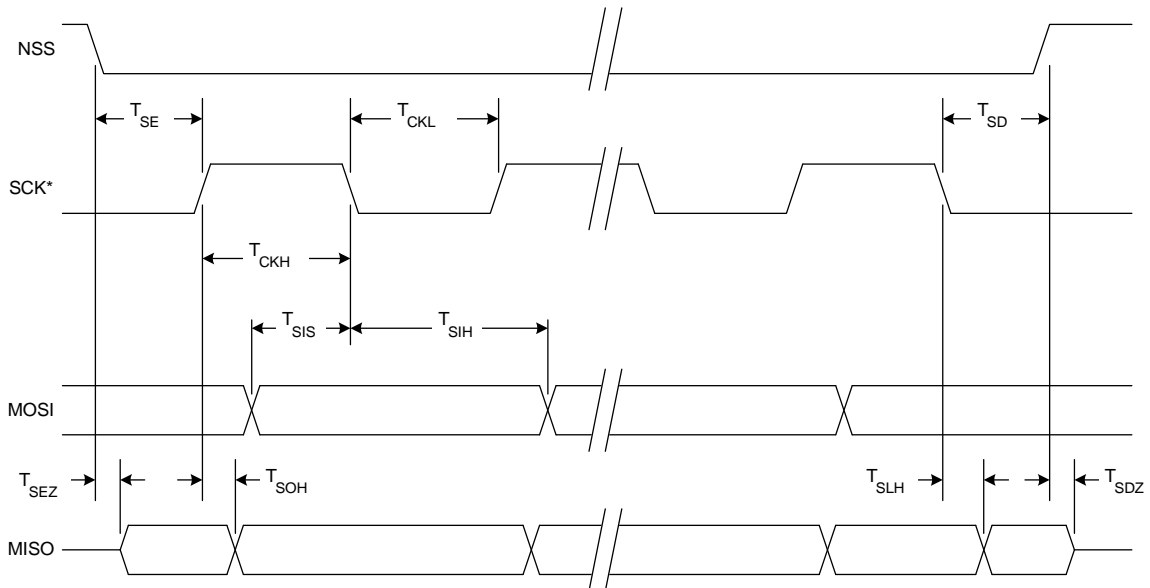 NSS
T_SE
T_CKL
T_SD
SCK*
T_CKH
T_SIS
T_SIH
MOSI
T_SEZ
T_SOH
T_SLH
T_SDZ
MISO